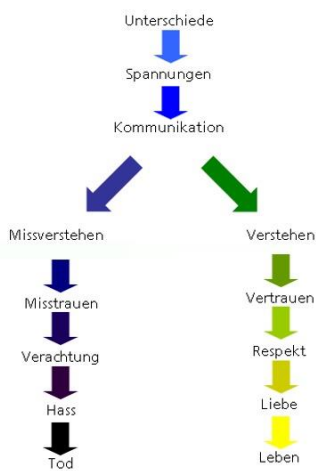 Unterschiede
Spannungen
Kommunikation
Missverstehen
Misstrauen
Verachtung
Hass
Tod
Verstehen
Vertrauen
Respekt
Liebe
Leben